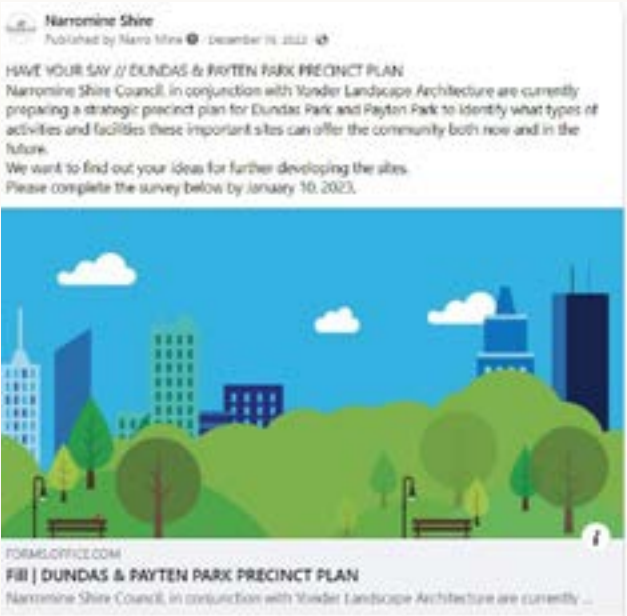 Narromine Shire
Published by Narro Mine · December 19, 2022 ·
HAVE YOUR SAY // DUNDAS & PAYTEN PARK PRECINCT PLAN
Narromine Shire Council, in conjunction with Yonder Landscape Architecture are currently
preparing a strategic precinct plan for Dundas Park and Payten Park to identify what types of
activities and facilities these important sites can offer the community both now and in the
future.
We want to find out your ideas for further developing the sites.
Please complete the survey below by January 10, 2023.
i
FORMS.OFFICE.COM
Fill | DUNDAS & PAYTEN PARK PRECINCT PLAN
Narromine Shire Council, in conjunction with Yonder Landscape Architecture are currently ...